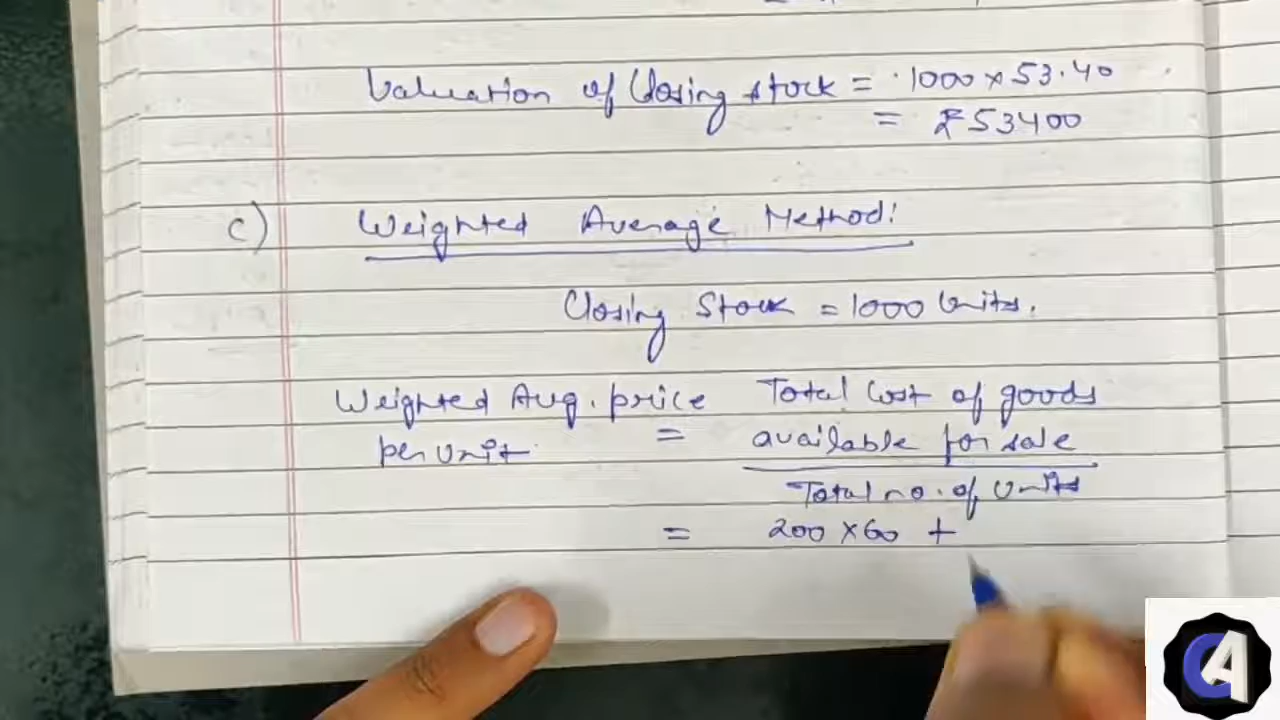 Valuation of Closing stock = 1000 × 53.40
= ₹53400
c) Weighted Average Method:
Closing Stock = 1000 Units.
Weighted Avg. price per unit = Total Cost of goods
available for sale
Total no. of Units
= 200 × 60 +
CA